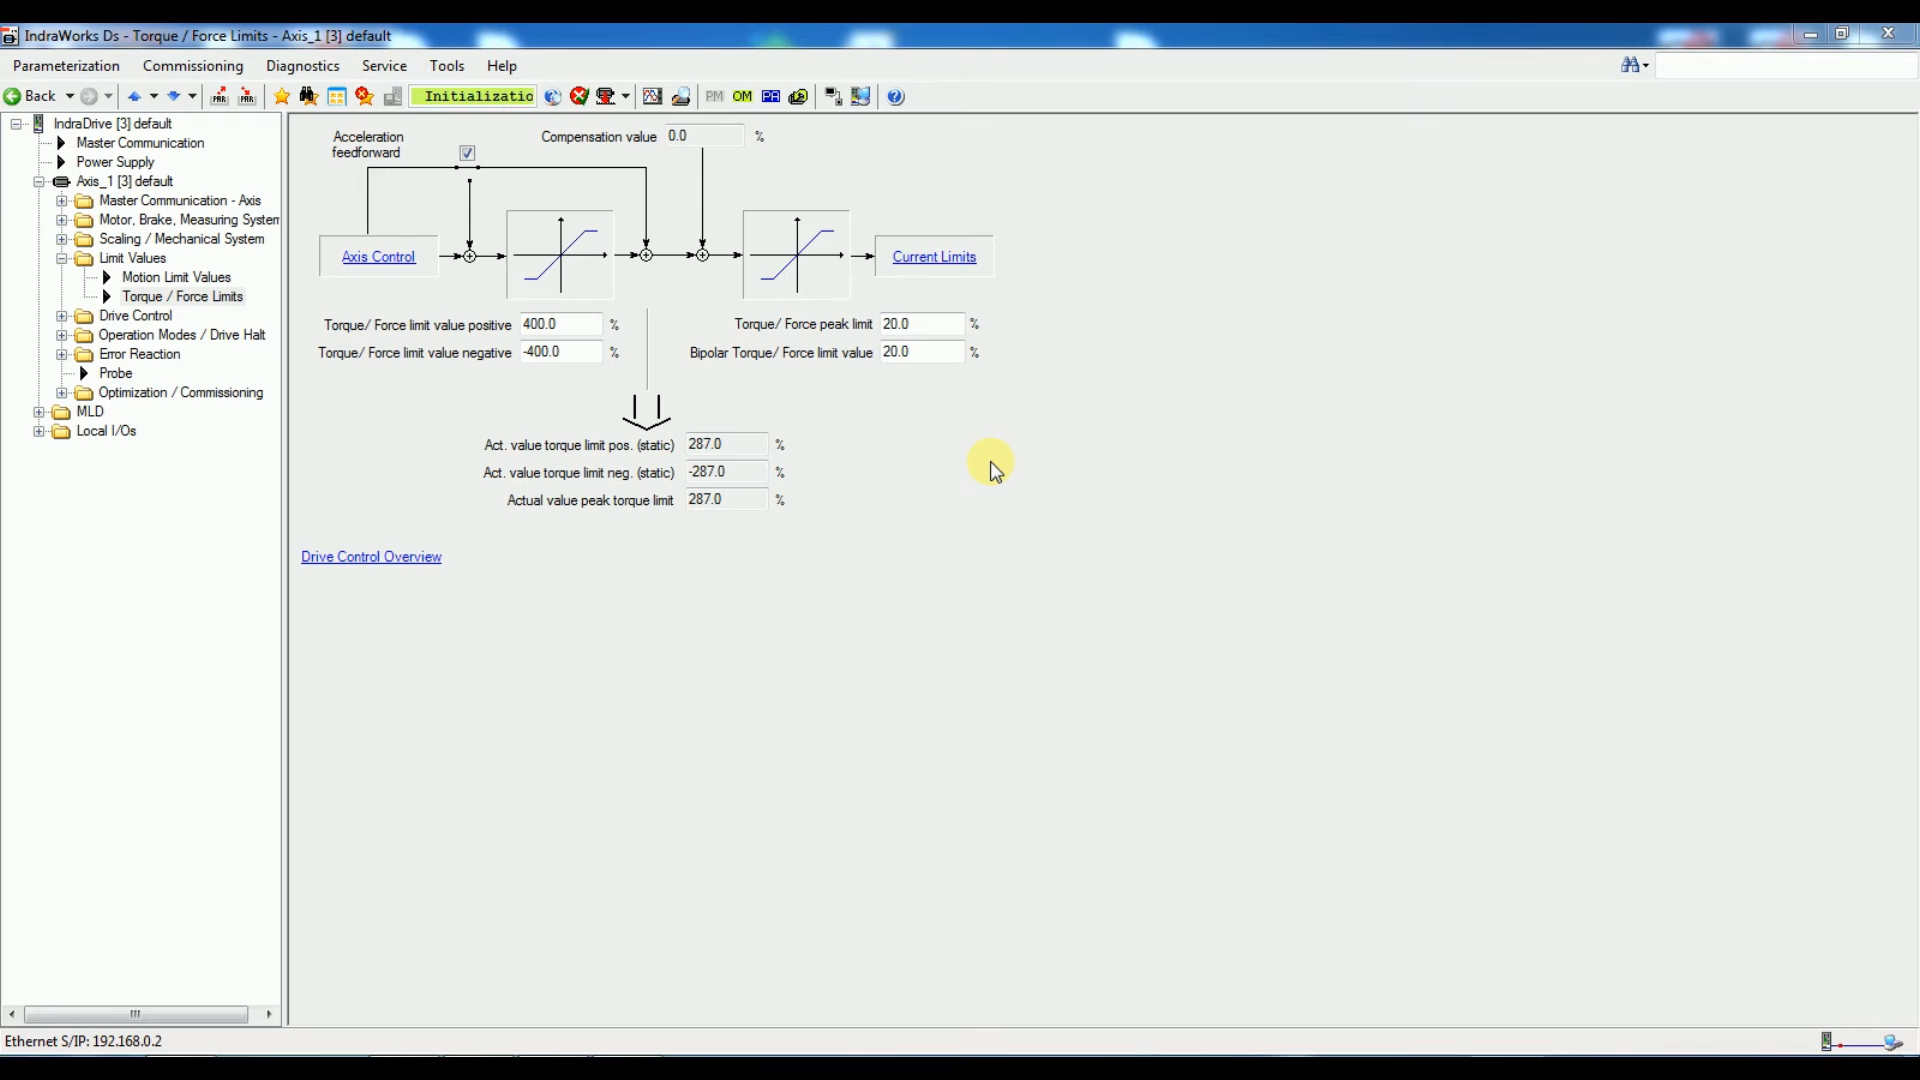 IndraWorks Ds - Torque / Force Limits - Axis_1 [3] default
Parameterization Commissioning Diagnostics Service Tools Help
Back PAR PAR Initializatio PM OM PA
IndraDrive [3] default
Master Communication
Power Supply
Axis_1 [3] default
Master Communication - Axis
Motor, Brake, Measuring System
Scaling / Mechanical System
Limit Values
Motion Limit Values
Torque / Force Limits
Drive Control
Operation Modes / Drive Halt
Error Reaction
Probe
Optimization / Commissioning
MLD
Local I/Os
Acceleration
feedforward
Compensation value 0.0 %
Axis Control
Current Limits
Torque/ Force limit value positive 400.0 %
Torque/ Force limit value negative -400.0 %
Torque/ Force peak limit 20.0 %
Bipolar Torque/ Force limit value 20.0 %
Act. value torque limit pos. (static) 287.0 %
Act. value torque limit neg. (static) -287.0 %
Actual value peak torque limit 287.0 %
Drive Control Overview
Ethernet S/IP: 192.168.0.2